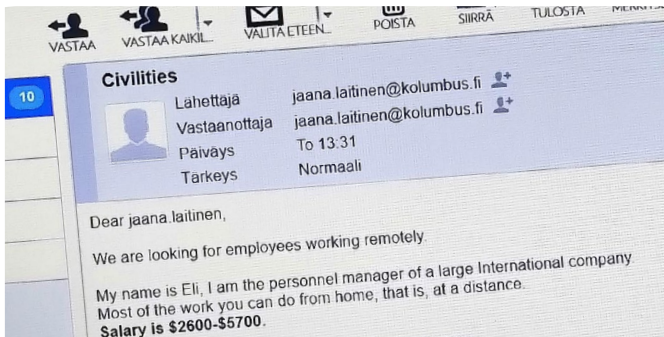 VASTAA
VASTAA KAIKIL...
VÄLITÄ ETEEN...
POISTA
SIIRRÄ
TULOSTA
10
Civilities
Lähettäjä jaana.laitinen@kolumbus.fi
Vastaanottaja jaana.laitinen@kolumbus.fi
Päiväys To 13:31
Tärkeys Normaali
Dear jaana.laitinen,
We are looking for employees working remotely.
My name is Eli, I am the personnel manager of a large International company.
Most of the work you can do from home, that is, at a distance.
Salary is $2600-$5700.